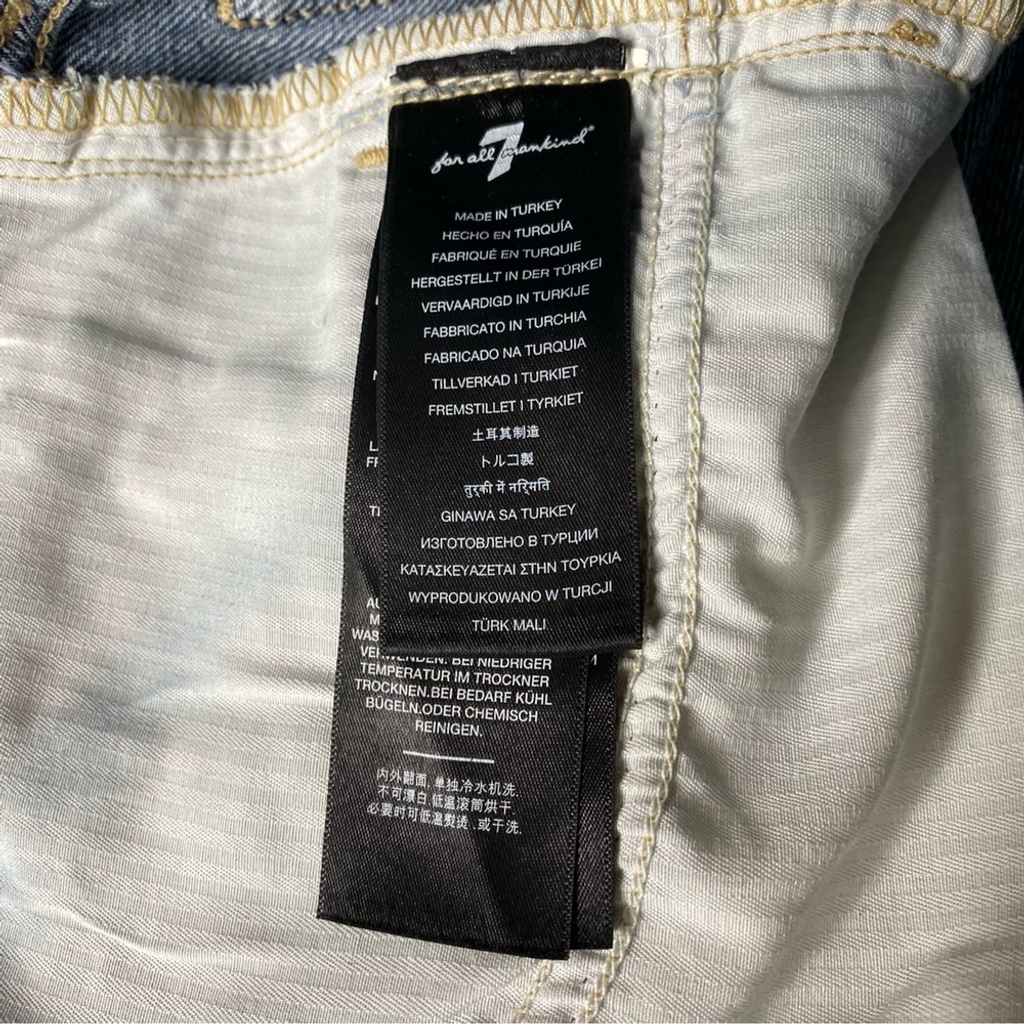 7
for all mankind®
MADE IN TURKEY
HECHO EN TURQUÍA
FABRIQUÉ EN TURQUIE
HERGESTELLT IN DER TÜRKEI
VERVAARDIGD IN TURKIJE
FABBRICATO IN TURCHIA
FABRICADO NA TURQUIA
TILLVERKAD I TURKIET
FREMSTILLET I TYRKIET
土耳其制造
トルコ製
तुर्की में नर्मिति
GINAWA SA TURKEY
ИЗГОТОВЛЕНО В ТУРЦИИ
ΚΑΤΑΣΚΕΥΑΖΕΤΑΙ ΣΤΗΝ ΤΟΥΡΚΙΑ
WYPRODUKOWANO W TURCJI
TÜRK MALI
VERWENDEN. BEI NIEDRIGER
TEMPERATUR IM TROCKNER
TROCKNEN.BEI BEDARF KÜHL
BÜGELN.ODER CHEMISCH
REINIGEN.
内外翻面, 单独冷水机洗.
不可漂白,低温滚筒烘干.
必要时可低温熨烫 .或干洗.